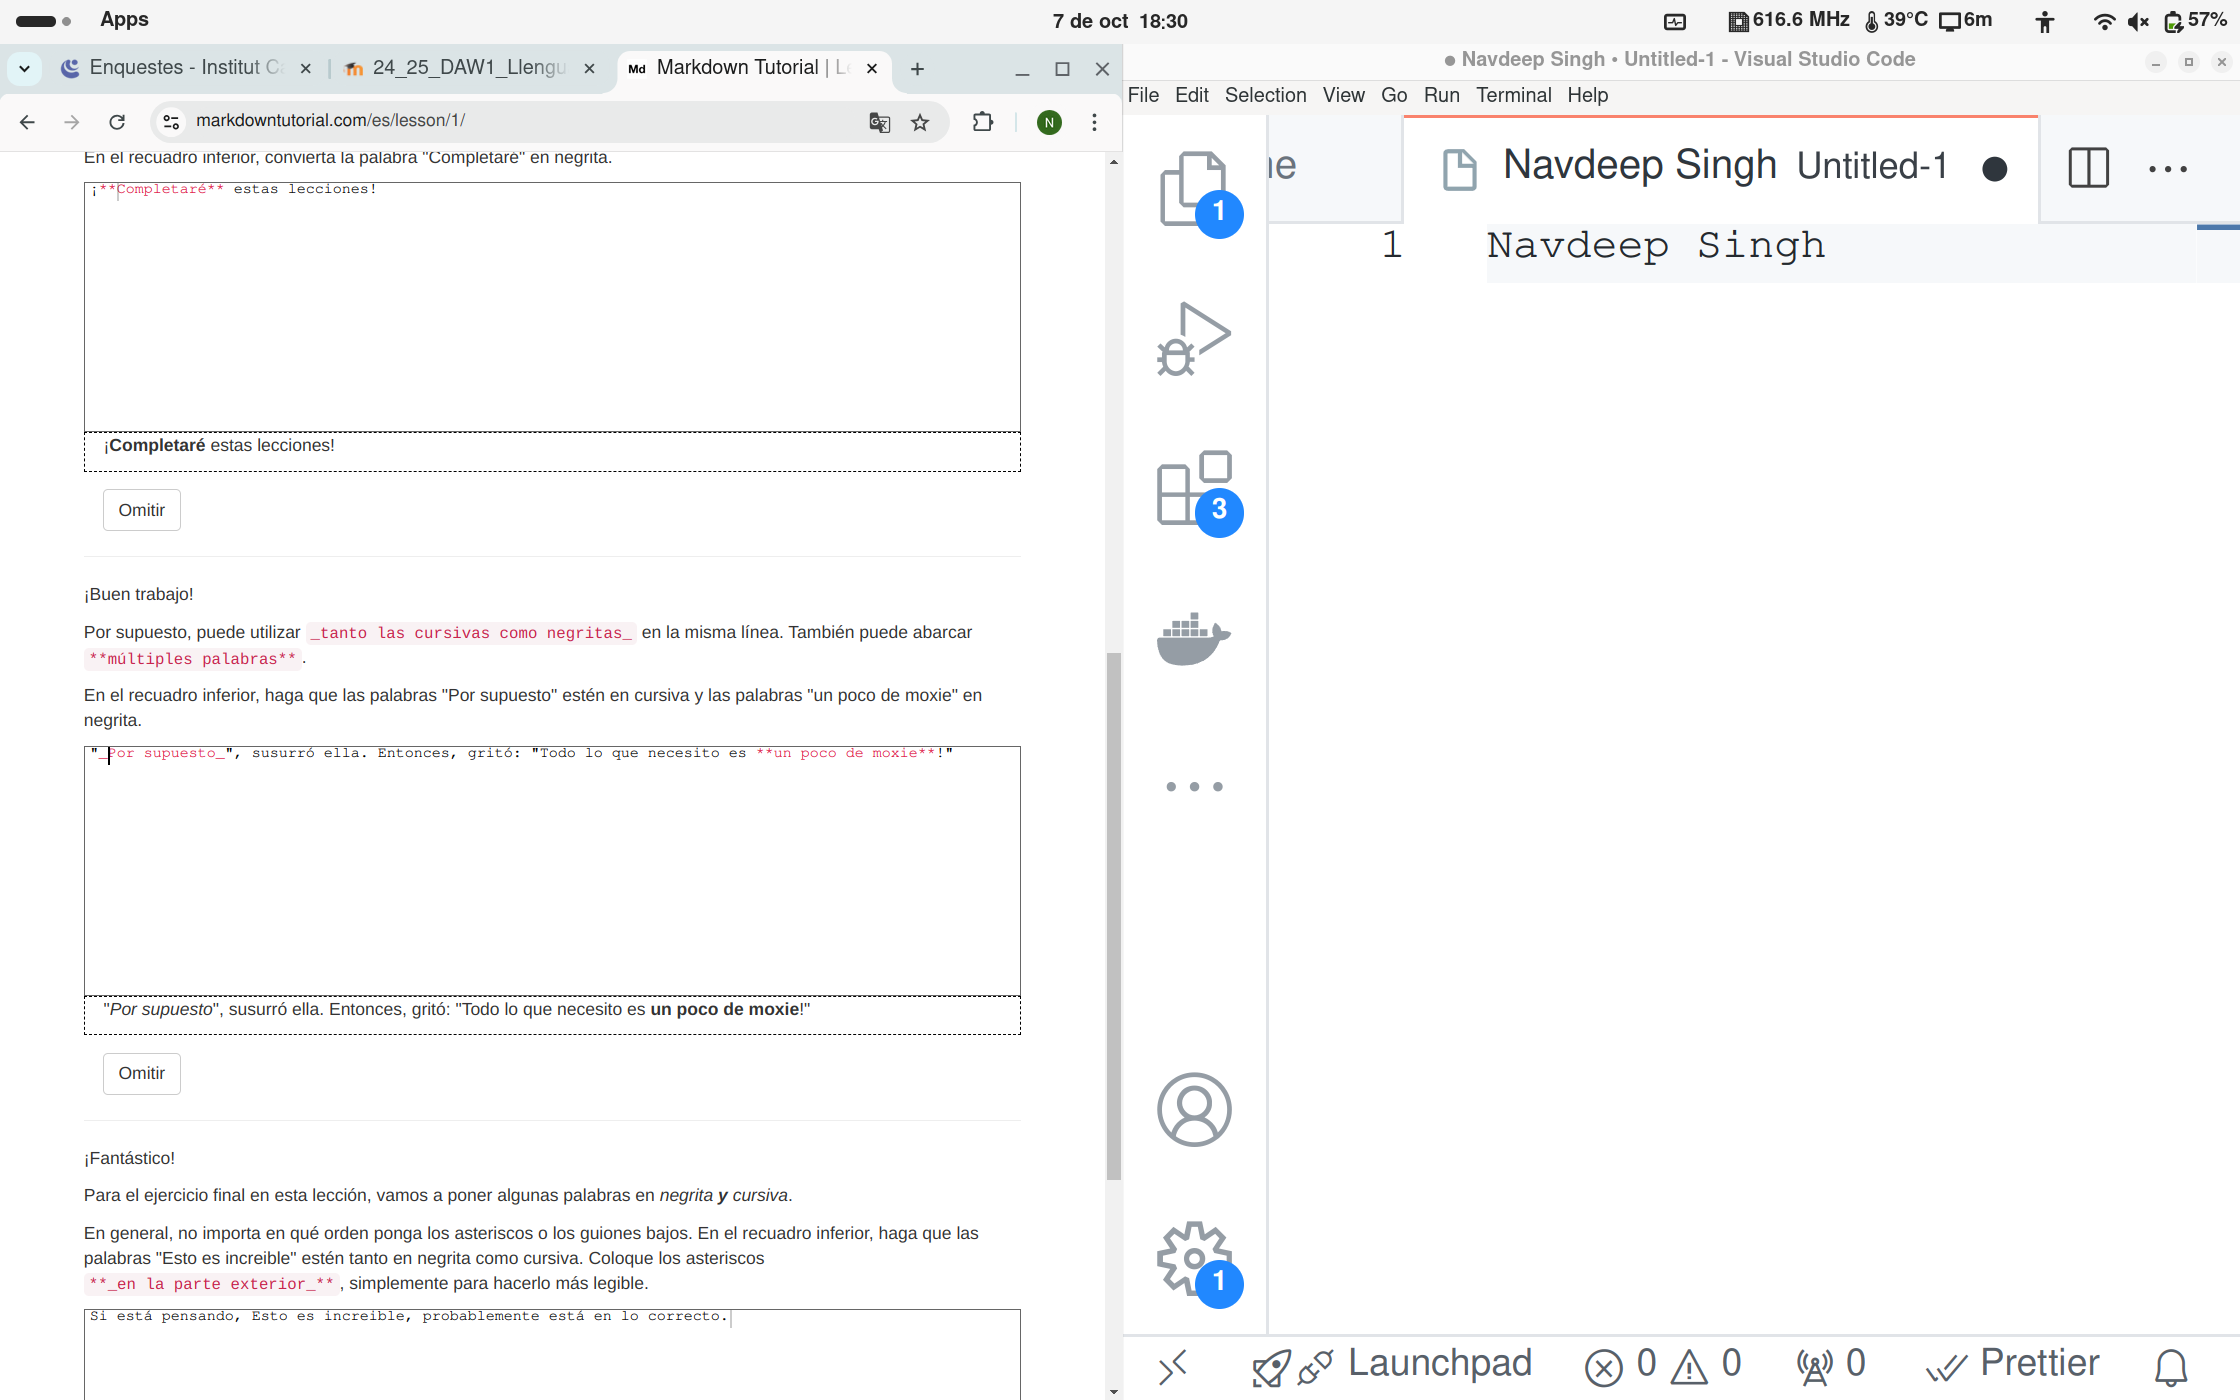 Apps
7 de oct 18:30
616.6 MHz 39°C 6m 57%
Enquestes - Institut C
24_25_DAW1_Llengu
Md Markdown Tutorial | L
markdowntutorial.com/es/lesson/1/
N
En el recuadro inferior, convierta la palabra "Completaré" en negrita.
¡**Completaré** estas lecciones!
¡Completaré estas lecciones!
Omitir
¡Buen trabajo!
Por supuesto, puede utilizar _tanto las cursivas como negritas_ en la misma línea. También puede abarcar
**múltiples palabras**.
En el recuadro inferior, haga que las palabras "Por supuesto" estén en cursiva y las palabras "un poco de moxie" en
negrita.
"_Por supuesto_", susurró ella. Entonces, gritó: "Todo lo que necesito es **un poco de moxie**!"
"Por supuesto", susurró ella. Entonces, gritó: "Todo lo que necesito es un poco de moxie!"
Omitir
¡Fantástico!
Para el ejercicio final en esta lección, vamos a poner algunas palabras en negrita y cursiva.
En general, no importa en qué orden ponga los asteriscos o los guiones bajos. En el recuadro inferior, haga que las
palabras "Esto es increible" estén tanto en negrita como cursiva. Coloque los asteriscos
**_en la parte exterior_**, simplemente para hacerlo más legible.
Si está pensando, Esto es increible, probablemente está en lo correcto.
● Navdeep Singh • Untitled-1 - Visual Studio Code
File Edit Selection View Go Run Terminal Help
ne
Navdeep Singh Untitled-1
1 Navdeep Singh
1
3
1
Launchpad 0 0 0 Prettier